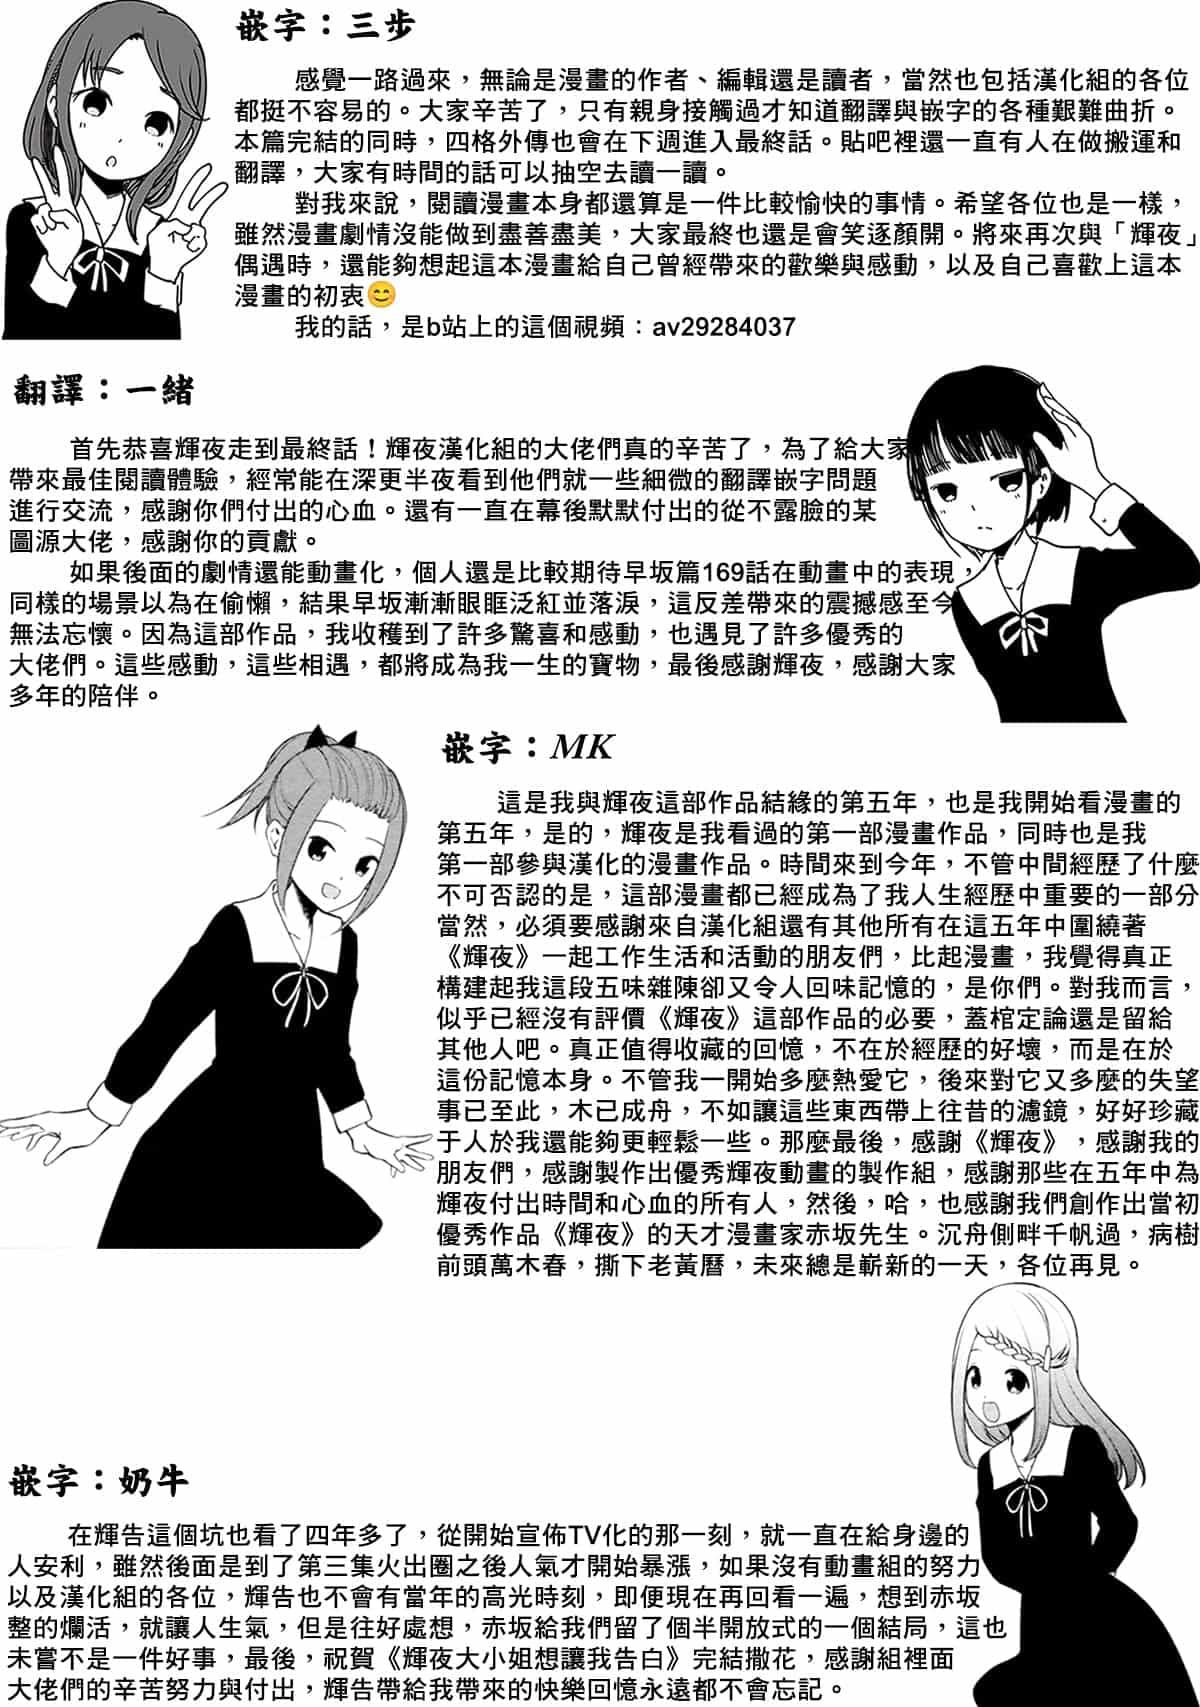 嵌字：三步
感覺一路過來，無論是漫畫的作者、編輯還是讀者，當然也包括漢化組的各位
都挺不容易的。大家辛苦了，只有親身接觸過才知道翻譯與嵌字的各種艱難曲折。
本篇完結的同時，四格外傳也會在下週進入最終話。貼吧裡還一直有人在做搬運和
翻譯，大家有時間的話可以抽空去讀一讀。
對我來說，閱讀漫畫本身都還算是一件比較愉快的事情。希望各位也是一樣，
雖然漫畫劇情沒能做到盡善盡美，大家最終也還是會笑逐顏開。將來再次與「輝夜」
偶遇時，還能夠想起這本漫畫給自己曾經帶來的歡樂與感動，以及自己喜歡上這本
漫畫的初衷😊
我的話，是b站上的這個視頻：av29284037
翻譯：一緒
首先恭喜輝夜走到最終話！輝夜漢化組的大佬們真的辛苦了，為了給大家
帶來最佳閱讀體驗，經常能在深更半夜看到他們就一些細微的翻譯嵌字問題
進行交流，感謝你們付出的心血。還有一直在幕後默默付出的從不露臉的某
圖源大佬，感謝你的貢獻。
如果後面的劇情還能動畫化，個人還是比較期待早坂篇169話在動畫中的表現，
同樣的場景以為在偷懶，結果早坂漸漸眼眶泛紅並落淚，這反差帶來的震撼感至今
無法忘懷。因為這部作品，我收穫到了許多驚喜和感動，也遇見了許多優秀的
大佬們。這些感動，這些相遇，都將成為我一生的寶物，最後感謝輝夜，感謝大家
多年的陪伴。
嵌字：MK
這是我與輝夜這部作品結緣的第五年，也是我開始看漫畫的
第五年，是的，輝夜是我看過的第一部漫畫作品，同時也是我
第一部參與漢化的漫畫作品。時間來到今年，不管中間經歷了什麼
不可否認的是，這部漫畫都已經成為了我人生經歷中重要的一部分
當然，必須要感謝來自漢化組還有其他所有在這五年中圍繞著
《輝夜》一起工作生活和活動的朋友們，比起漫畫，我覺得真正
構建起我這段五味雜陳卻又令人回味記憶的，是你們。對我而言，
似乎已經沒有評價《輝夜》這部作品的必要，蓋棺定論還是留給
其他人吧。真正值得收藏的回憶，不在於經歷的好壞，而是在於
這份記憶本身。不管我一開始多麼熱愛它，後來對它又多麼的失望
事已至此，木已成舟，不如讓這些東西帶上往昔的濾鏡，好好珍藏
于人於我還能夠更輕鬆一些。那麼最後，感謝《輝夜》，感謝我的
朋友們，感謝製作出優秀輝夜動畫的製作組，感謝那些在五年中為
輝夜付出時間和心血的所有人，然後，哈，也感謝我們創作出當初
優秀作品《輝夜》的天才漫畫家赤坂先生。沉舟側畔千帆過，病樹
前頭萬木春，撕下老黃曆，未來總是嶄新的一天，各位再見。
嵌字：奶牛
在輝告這個坑也看了四年多了，從開始宣佈TV化的那一刻，就一直在給身邊的
人安利，雖然後面是到了第三集火出圈之後人氣才開始暴漲，如果沒有動畫組的努力
以及漢化組的各位，輝告也不會有當年的高光時刻，即便現在再回看一遍，想到赤坂
整的爛活，就讓人生氣，但是往好處想，赤坂給我們留了個半開放式的一個結局，這也
未嘗不是一件好事，最後，祝賀《輝夜大小姐想讓我告白》完結撒花，感謝組裡面
大佬們的辛苦努力與付出，輝告帶給我帶來的快樂回憶永遠都不會忘記。